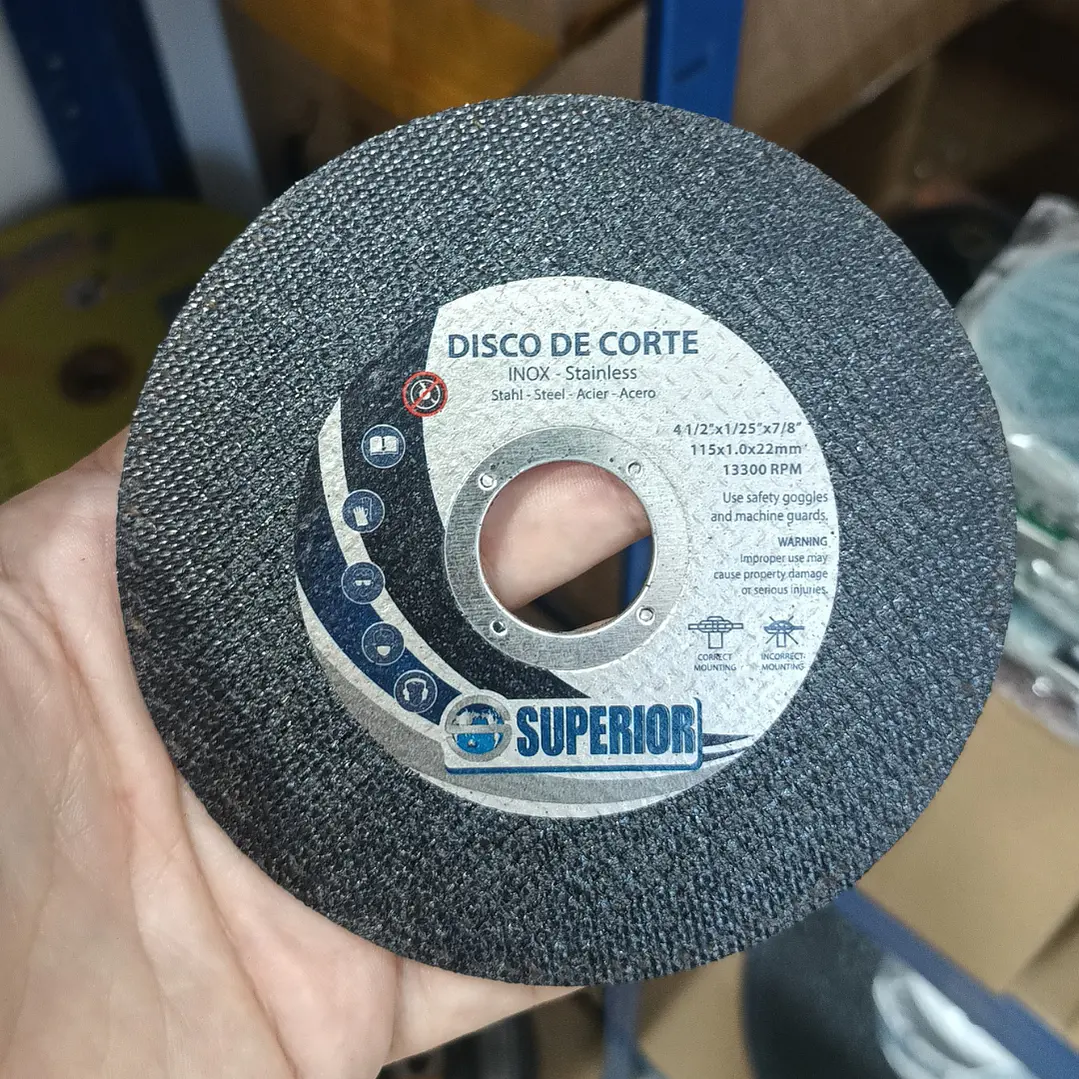 DISCO DE CORTE
INOX - Stainless
Stahl - Steel - Acier - Acero
4 1/2"x1/25"x7/8"
115x1.0x22mm
13300 RPM
Use safety goggles
and machine guards.
WARNING
Improper use may
cause property damage
or serious injuries.
CORRECT
MOUNTING
INCORRECT
MOUNTING
SUPERIOR